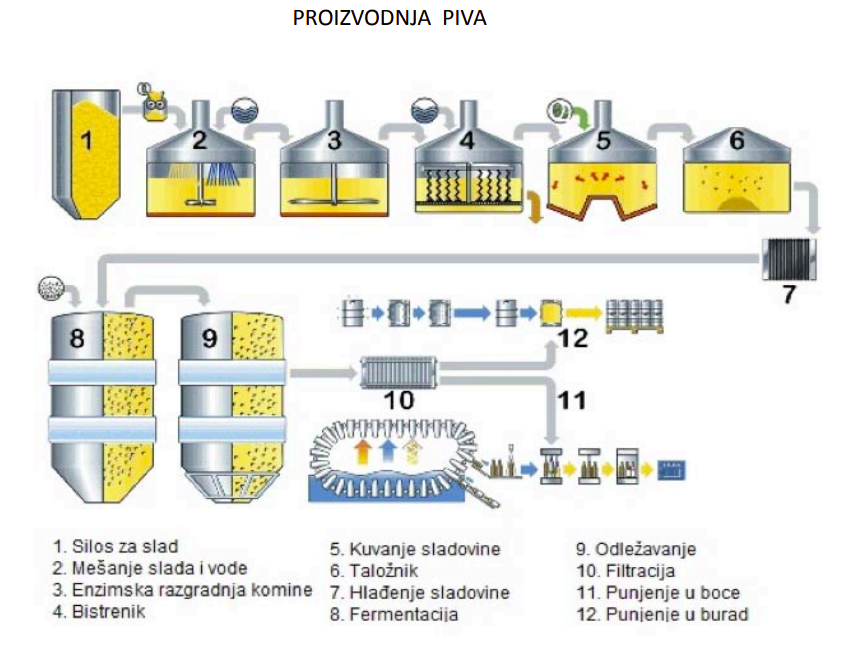 PROIZVODNJA PIVA
1
2
3
4
5
6
7
8
9
10
11
12
1. Silos za slad
2. Mešanje slada i vode
3. Enzimska razgradnja komine
4. Bistrenik
5. Kuvanje sladovine
6. Taložnik
7. Hlađenje sladovine
8. Fermentacija
9. Odležavanje
10. Filtracija
11. Punjenje u boce
12. Punjenje u burad